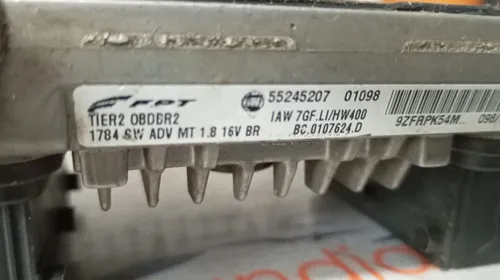 FPT
TIER2 OBDBR2
1784 SW ADV MT 1.8 16V BR
55245207 01098
IAW 7GF.LI/HW400
BC.0107624.D
9ZFRPK54M...